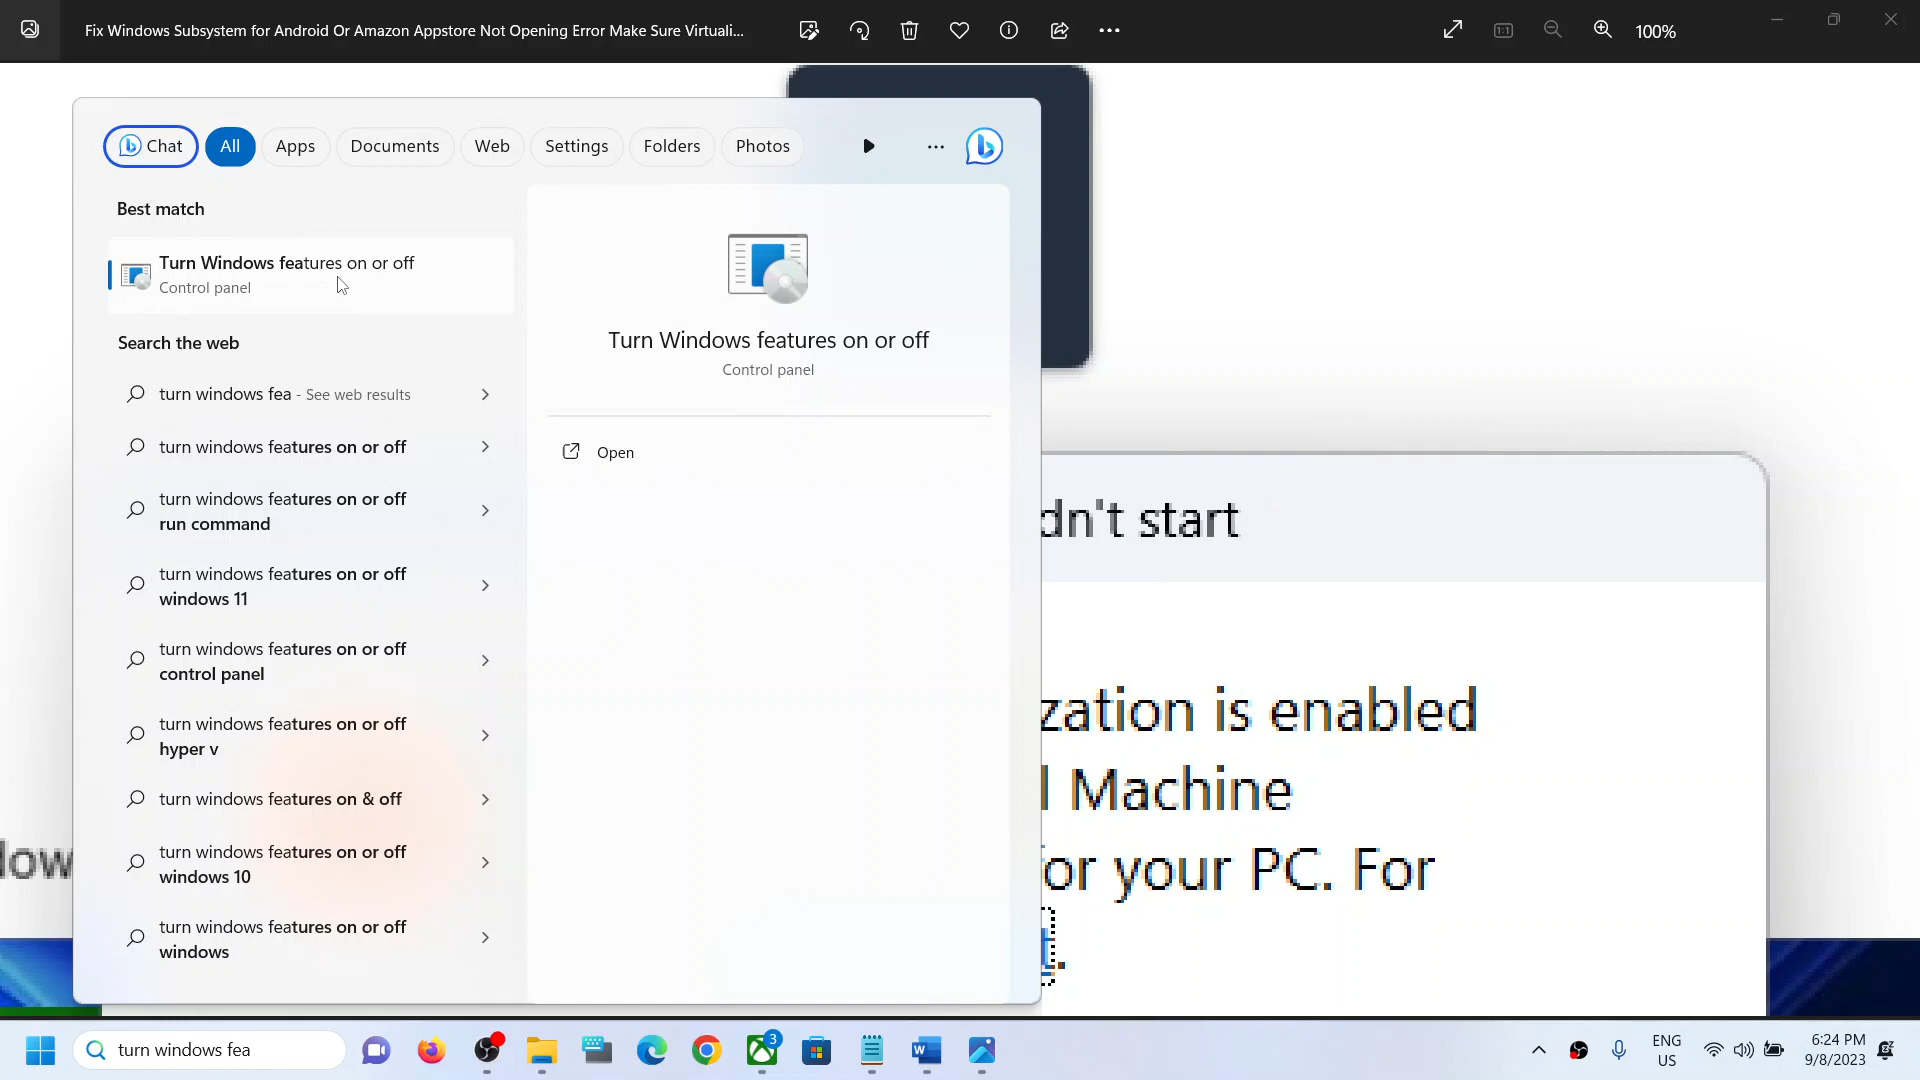 Fix Windows Subsystem for Android Or Amazon Appstore Not Opening Error Make Sure Virtuali...
100%
Chat
All
Apps
Documents
Web
Settings
Folders
Photos
Best match
Turn Windows features on or off
Control panel
Search the web
turn windows fea - See web results
turn windows features on or off
turn windows features on or off
run command
turn windows features on or off
windows 11
turn windows features on or off
control panel
turn windows features on or off
hyper v
turn windows features on & off
turn windows features on or off
windows 10
turn windows features on or off
windows
Turn Windows features on or off
Control panel
Open
dn't start
zation is enabled
l Machine
or your PC. For
t.
low
turn windows fea
3
ENG
US
6:24 PM
9/8/2023